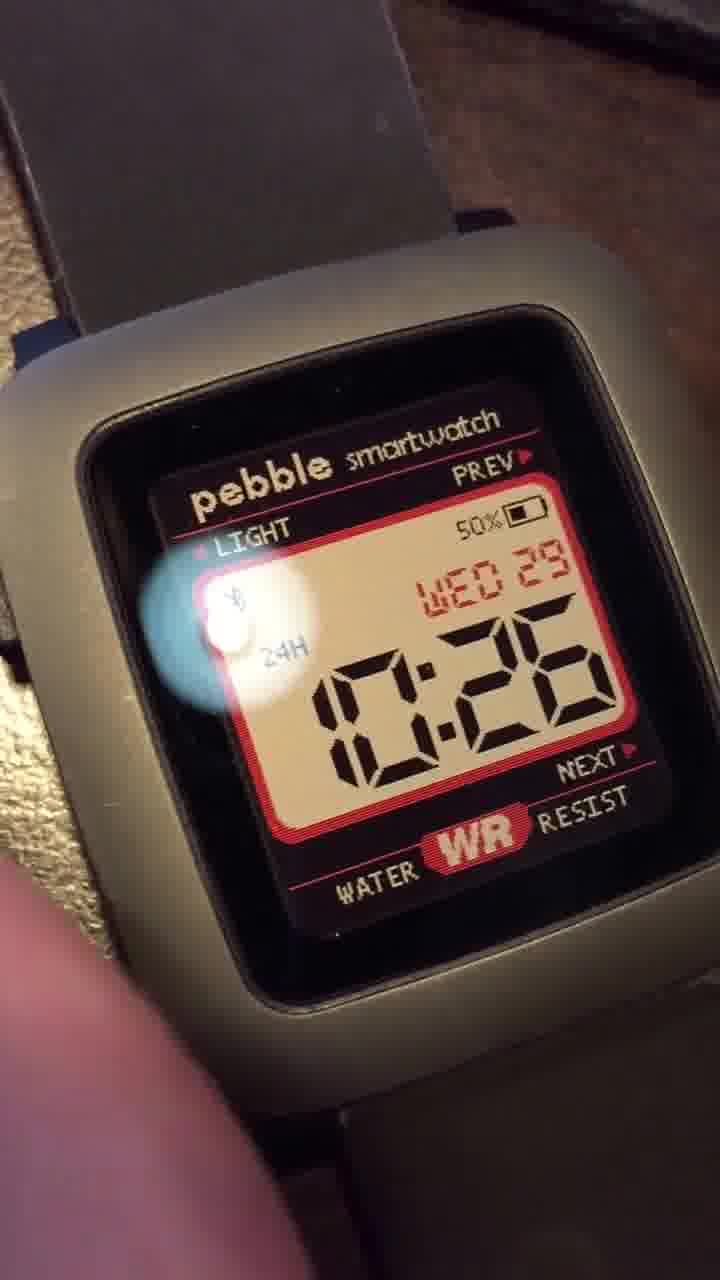 pebble smartwatch
PREV
LIGHT
50%
WED 29
24H
10:26
NEXT
WATER WR RESIST